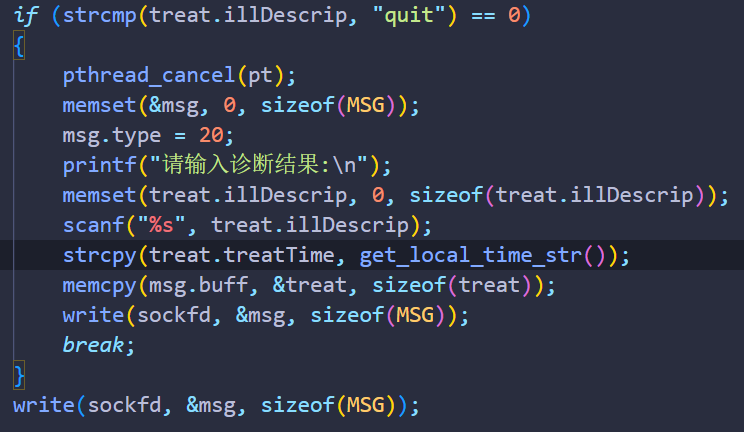 if (strcmp(treat.illDescrip, "quit") == 0)
{
pthread_cancel(pt);
memset(&msg, 0, sizeof(MSG));
msg.type = 20;
printf("请输入诊断结果:\n");
memset(treat.illDescrip, 0, sizeof(treat.illDescrip));
scanf("%s", treat.illDescrip);
strcpy(treat.treatTime, get_local_time_str());
memcpy(msg.buff, &treat, sizeof(treat));
write(sockfd, &msg, sizeof(MSG));
break;
}
write(sockfd, &msg, sizeof(MSG));